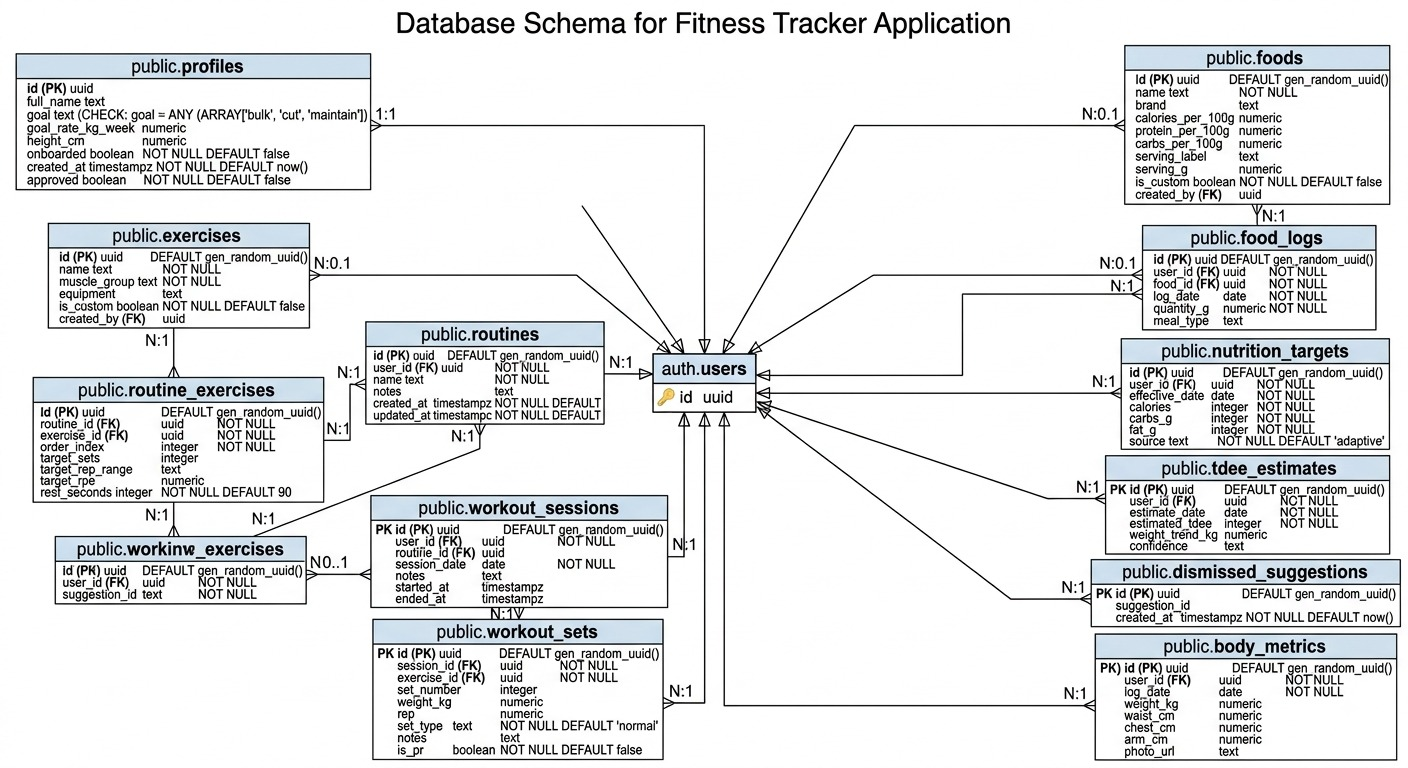 Database Schema for Fitness Tracker Application
public.profiles
id (PK) uuid
full_name text
goal text (CHECK: goal = ANY (ARRAY['bulk', 'cut', 'maintain'])
goal_rate_kg_week numeric
height_cm numeric
onboarded boolean NOT NULL DEFAULT false
created_at timestampz NOT NULL DEFAULT now()
approved boolean NOT NULL DEFAULT false
1:1
public.exercises
id (PK) uuid DEFAULT gen_random_uuid()
name text NOT NULL
muscle_group text NOT NULL
equipment text
is_custom boolean NOT NULL DEFAULT false
created_by (FK) uuid
N:0.1
N:1
public.routine_exercises
Id (PK) uuid DEFAULT gen_random_uuid()
routine_id (FK) uuid NOT NULL
exercise_id (FK) uuid NOT NULL
order_index integer NOT NULL
target_sets integer
target_rep_range text
target_rpe numeric
rest_seconds integer NOT NULL DEFAULT 90
N:1
N:1
N:1
N:1
public.workinw_exercises
id (PK) uuid DEFAULT gen_random_uuid()
user_id (FK) uuid NOT NULL
suggestion_id text NOT NULL
N0..1
public.routines
id (PK) ouid DEFAULT gen_random_uuid()
user_id (FK) uuid NOT NULL
name text NOT NULL
notes text
created_at timestampz NOT NULL DEFAULT
updated_at timestampc NOT NULL DEFAULT
N:1
N:1
auth.users
id uuid
public.workout_sessions
PK id (PK) uuid DEFAULT gen_random_uuid()
user_id (FK) uuid NOT NULL
routine_id (FK) uuid
session_date date NOT NULL
notes text
started_at timestampz
ended_at timestampz
N:1
N:1
public.workout_sets
PK id (PK) uuid DEFAULT gen_random_uuid()
session_id (FK) uuid NOT NULL
exercise_id (FK) uuid NOT NULL
set_number integer
weight_kg numeric
rep numeric
set_type text NOT NULL DEFAULT 'normal'
notes text
is_pr boolean NOT NULL DEFAULT false
N:1
public.foods
Id (PK) uuid DEFAULT gen_random_uuid()
name text NOT NULL
brand text
calories_per_100g numeric
protein_per_100g numeric
carbs_per_100g numeric
serving_label text
serving_g numeric
is_custom boolean NOT NULL DEFAULT false
created_by (FK) uuid
N:0.1
N:1
public.food_logs
id (PK) uuid DEFAULT gen_random_uuid()
user_id (FK) uuid NOT NULL
food_id (FK) uuid NOT NULL
log_date date NOT NULL
quantity_g numeric NOT NULL
meal_type text
N:0.1
N:1
public.nutrition_targets
id (PK) uuid DEFAULT gen_random_uuid()
user_id (FK) uuid NOT NULL
effective_date date NOT NULL
calories integer NOT NULL
carbs_g integer NOT NULL
fat_g integer NOT NULL
source text NOT NULL DEFAULT 'adaptive'
N:1
public.tdee_estimates
PK id (PK) uuid DEFAULT gen_random_uuid()
user_id (FK) uuid NOT NULL
estimate_date date NOT NULL
estimated_tdee integer NOT NULL
weight_trend_kg numeric
confidence text
N:1
public.dismissed_suggestions
PK id (PK) uuid DEFAULT gen_random_uuid()
suggestion_id
created_at timestampz NOT NULL DEFAULT now()
N:1
public.body_metrics
PK) id (PK) uuid DEFAULT gen_random_uuid()
user_id (FK) uuid NOT NULL
log_date date NOT NULL
weight_kg numeric
waist_cm numeric
chest_cm numeric
arm_cm numeric
photo_url text
N:1